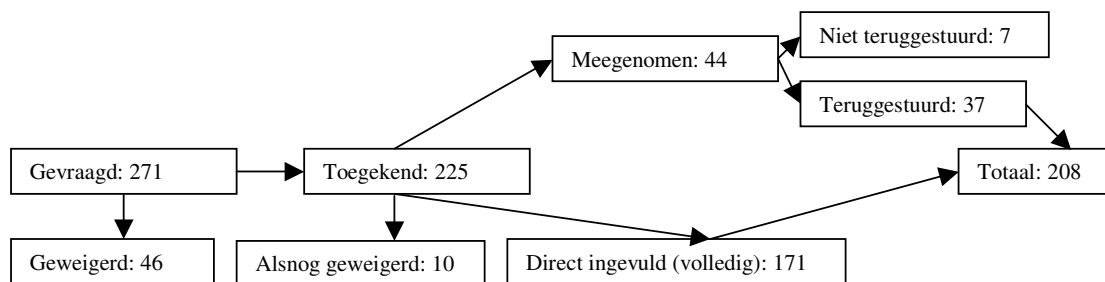 Niet teruggestuurd: 7
Meegenomen: 44
Teruggestuurd: 37
Gevraagd: 271
Toegekend: 225
Totaal: 208
Geweigerd: 46
Alsnog geweigerd: 10
Direct ingevuld (volledig): 171